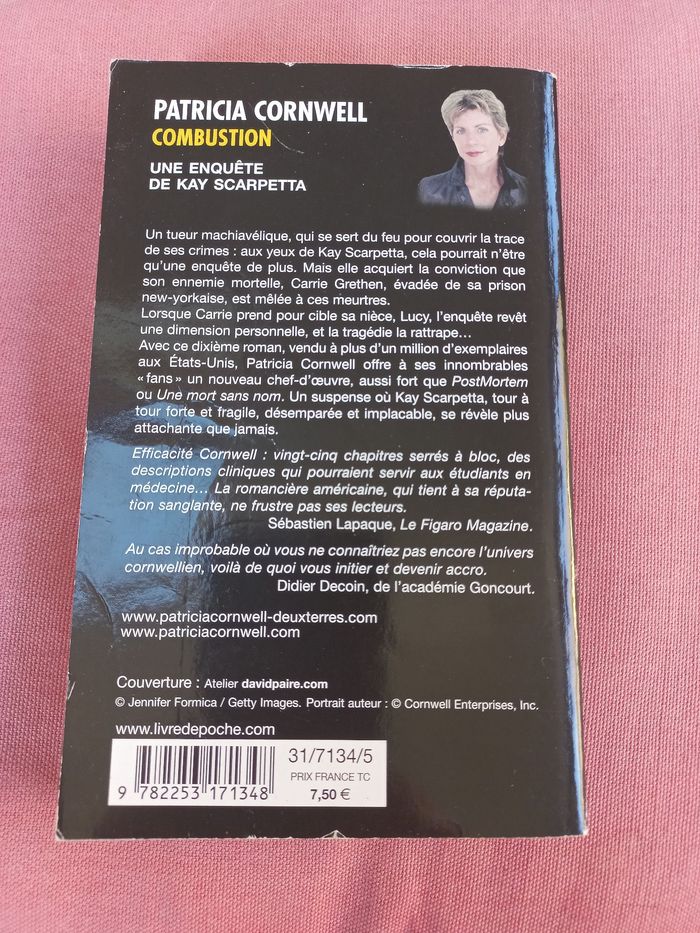 PATRICIA CORNWELL
COMBUSTION
UNE ENQUÊTE
DE KAY SCARPETTA
Un tueur machiavélique, qui se sert du feu pour couvrir la trace
de ses crimes : aux yeux de Kay Scarpetta, cela pourrait n'être
qu'une enquête de plus. Mais elle acquiert la conviction que
son ennemie mortelle, Carrie Grethen, évadée de sa prison
new-yorkaise, est mêlée à ces meurtres.
Lorsque Carrie prend pour cible sa nièce, Lucy, l'enquête revêt
une dimension personnelle, et la tragédie la rattrape…
Avec ce dixième roman, vendu à plus d'un million d'exemplaires
aux États-Unis, Patricia Cornwell offre à ses innombrables
« fans » un nouveau chef-d'œuvre, aussi fort que PostMortem
ou Une mort sans nom. Un suspense où Kay Scarpetta, tour à
tour forte et fragile, désemparée et implacable, se révèle plus
attachante que jamais.
Efficacité Cornwell : vingt-cinq chapitres serrés à bloc, des
descriptions cliniques qui pourraient servir aux étudiants en
médecine… La romancière américaine, qui tient à sa réputa-
tion sanglante, ne frustre pas ses lecteurs.
Sébastien Lapaque, Le Figaro Magazine.
Au cas improbable où vous ne connaîtriez pas encore l'univers
cornwellien, voilà de quoi vous initier et devenir accro.
Didier Decoin, de l'académie Goncourt.
www.patriciacornwell-deuxterres.com
www.patriciacornwell.com
Couverture : Atelier davidpaire.com
© Jennifer Formica / Getty Images. Portrait auteur : © Cornwell Enterprises, Inc.
www.livredepoche.com
31/7134/5
PRIX FRANCE TC
7,50 €
9 782253 171348